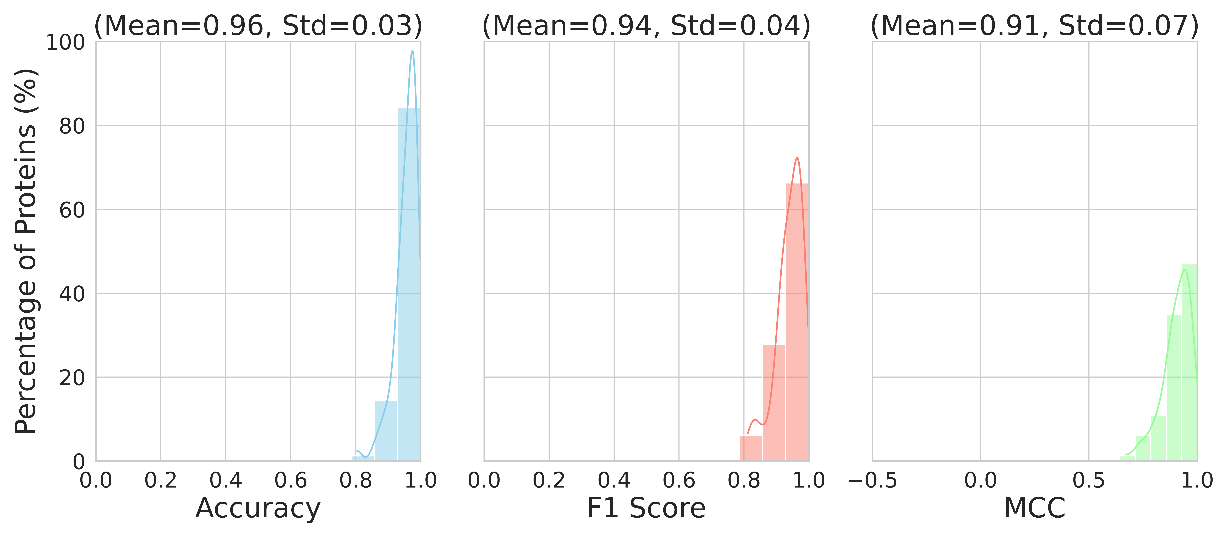 (Mean=0.96, Std=0.03) (Mean=0.94, Std=0.04) (Mean=0.91, Std=0.07)
Percentage of Proteins (%)
100
80
60
40
20
0
0.0 0.2 0.4 0.6 0.8 1.0
Accuracy
0.0 0.2 0.4 0.6 0.8 1.0
F1 Score
−0.5 0.0 0.5 1.0
MCC